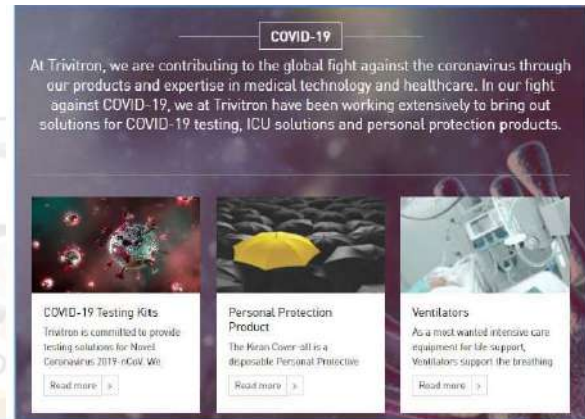 COVID-19
At Trivitron, we are contributing to the global fight against the coronavirus through
our products and expertise in medical technology and healthcare. In our fight
against COVID-19, we at Trivitron have been working extensively to bring out
solutions for COVID-19 testing, ICU solutions and personal protection products.
COVID-19 Testing Kits
Trivitron is committed to provide
testing solutions for Novel
Coronavirus 2019-nCoV. We
Read more >
Personal Protection
Product
The Kiran Cover-all is a
disposable Personal Protective
Read more >
Ventilators
As a most wanted intensive care
equipment for life support,
Ventilators support the breathing
Read more >